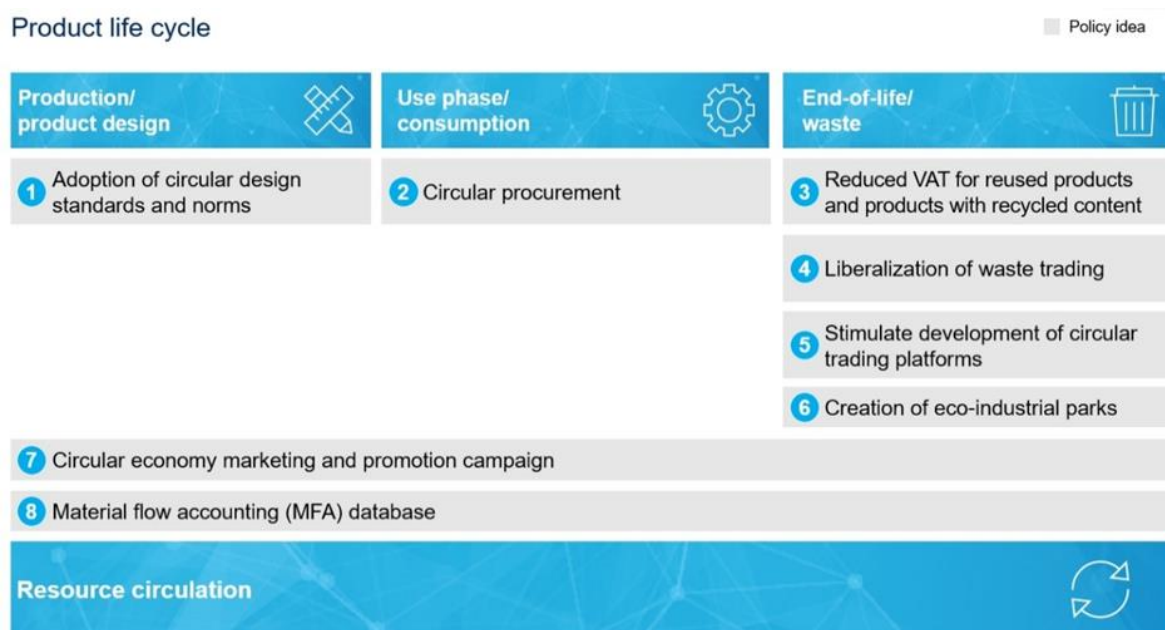 Product life cycle
Policy idea
Production/
product design
Use phase/
consumption
End-of-life/
waste
1 Adoption of circular design
standards and norms
2 Circular procurement
3 Reduced VAT for reused products
and products with recycled content
4 Liberalization of waste trading
5 Stimulate development of circular
trading platforms
6 Creation of eco-industrial parks
7 Circular economy marketing and promotion campaign
8 Material flow accounting (MFA) database
Resource circulation